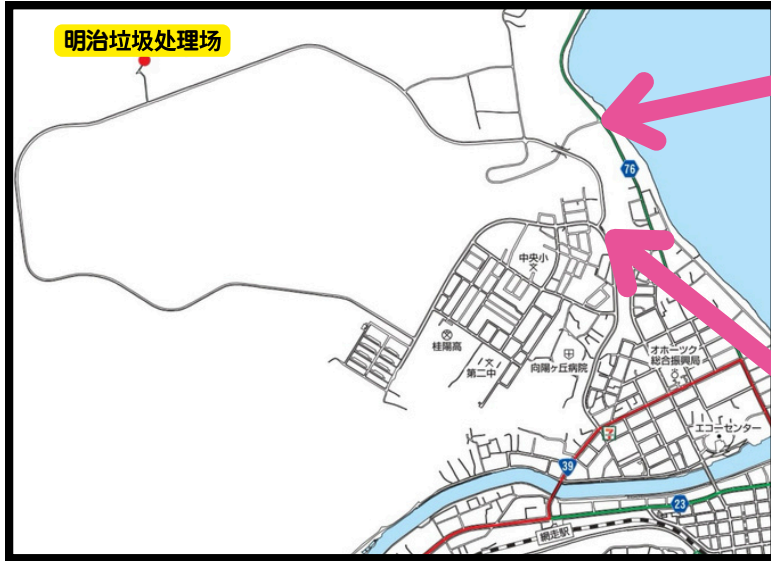 明治垃圾处理场
76
中央小
桂陽高
第二中
向陽ヶ丘病院
オホーツク
総合振興局
7
エコーセンター
39
23
網走駅